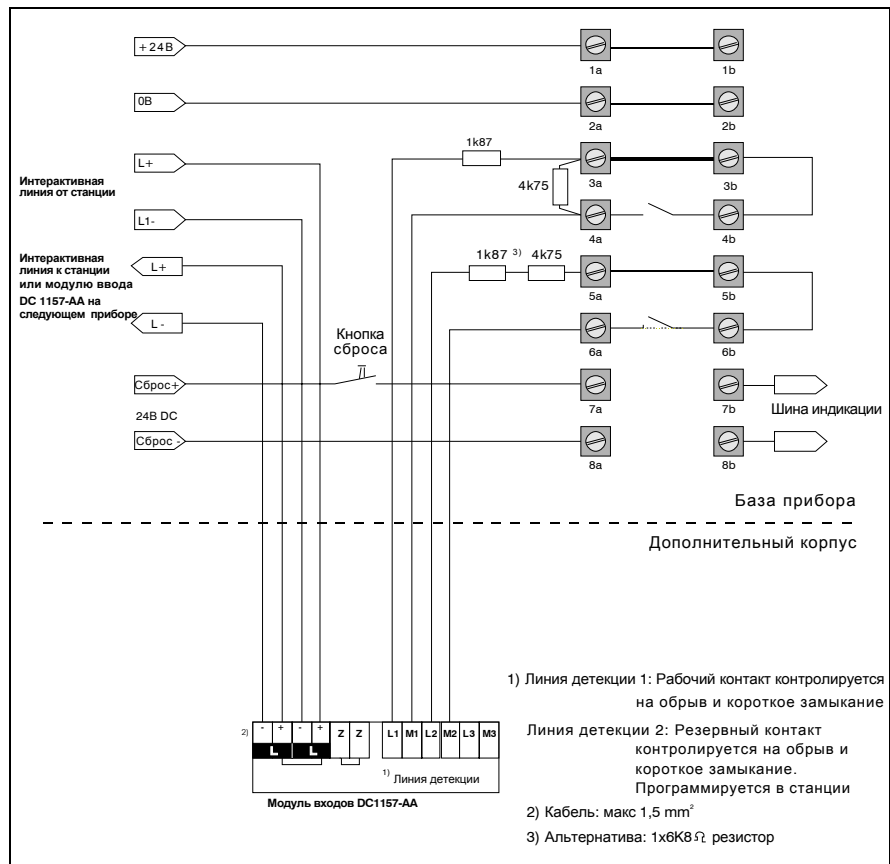 +24В
1a
1b
0В
2a
2b
1k87
L+
3a
3b
4k75
Интерактивная
линия от станции
L1-
4a
4b
1k87 3) 4k75
Интерактивная
линия к станции
или модулю ввода
DC 1157-AA на
следующем приборе
L+
5a
5b
L -
Кнопка
сброса
6a
6b
Сброс+
7a
7b
Шина индикации
24В DC
Сброс -
8a
8b
База прибора
Дополнительный корпус
1) Линия детекции 1: Рабочий контакт контролируется
на обрыв и короткое замыкание
Линия детекции 2: Резервный контакт
контролируется на обрыв и
короткое замыкание.
Программируется в станции
2) Кабель: макс 1,5 mm²
3) Альтернатива: 1x6K8 Ω резистор
2) - + - + Z Z L1 M1 L2 M2 L3 M3
L L
1) Линия детекции
Модуль входов DC1157-AA